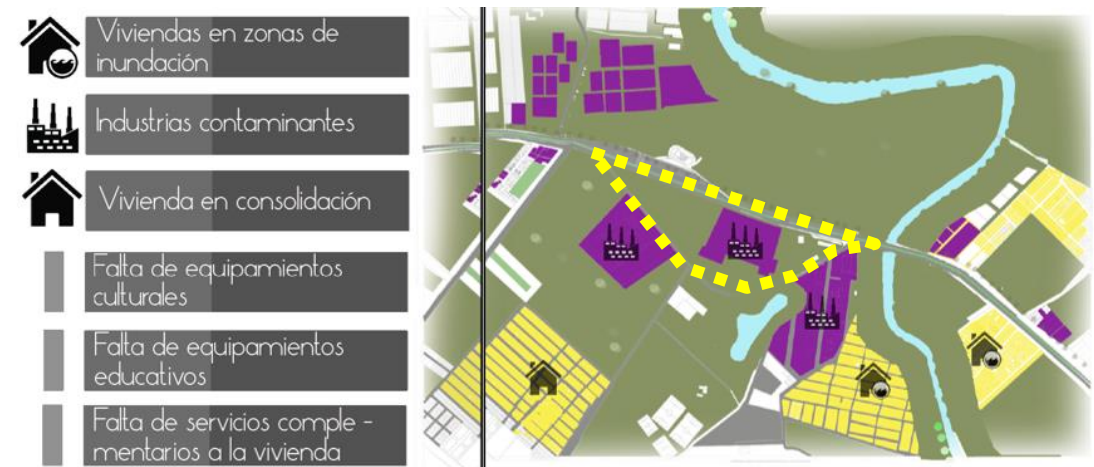 Viviendas en zonas de
inundación
Industrias contaminantes
Vivienda en consolidación
Falta de equipamientos
culturales
Falta de equipamientos
educativos
Falta de servicios comple -
mentarios a la vivienda